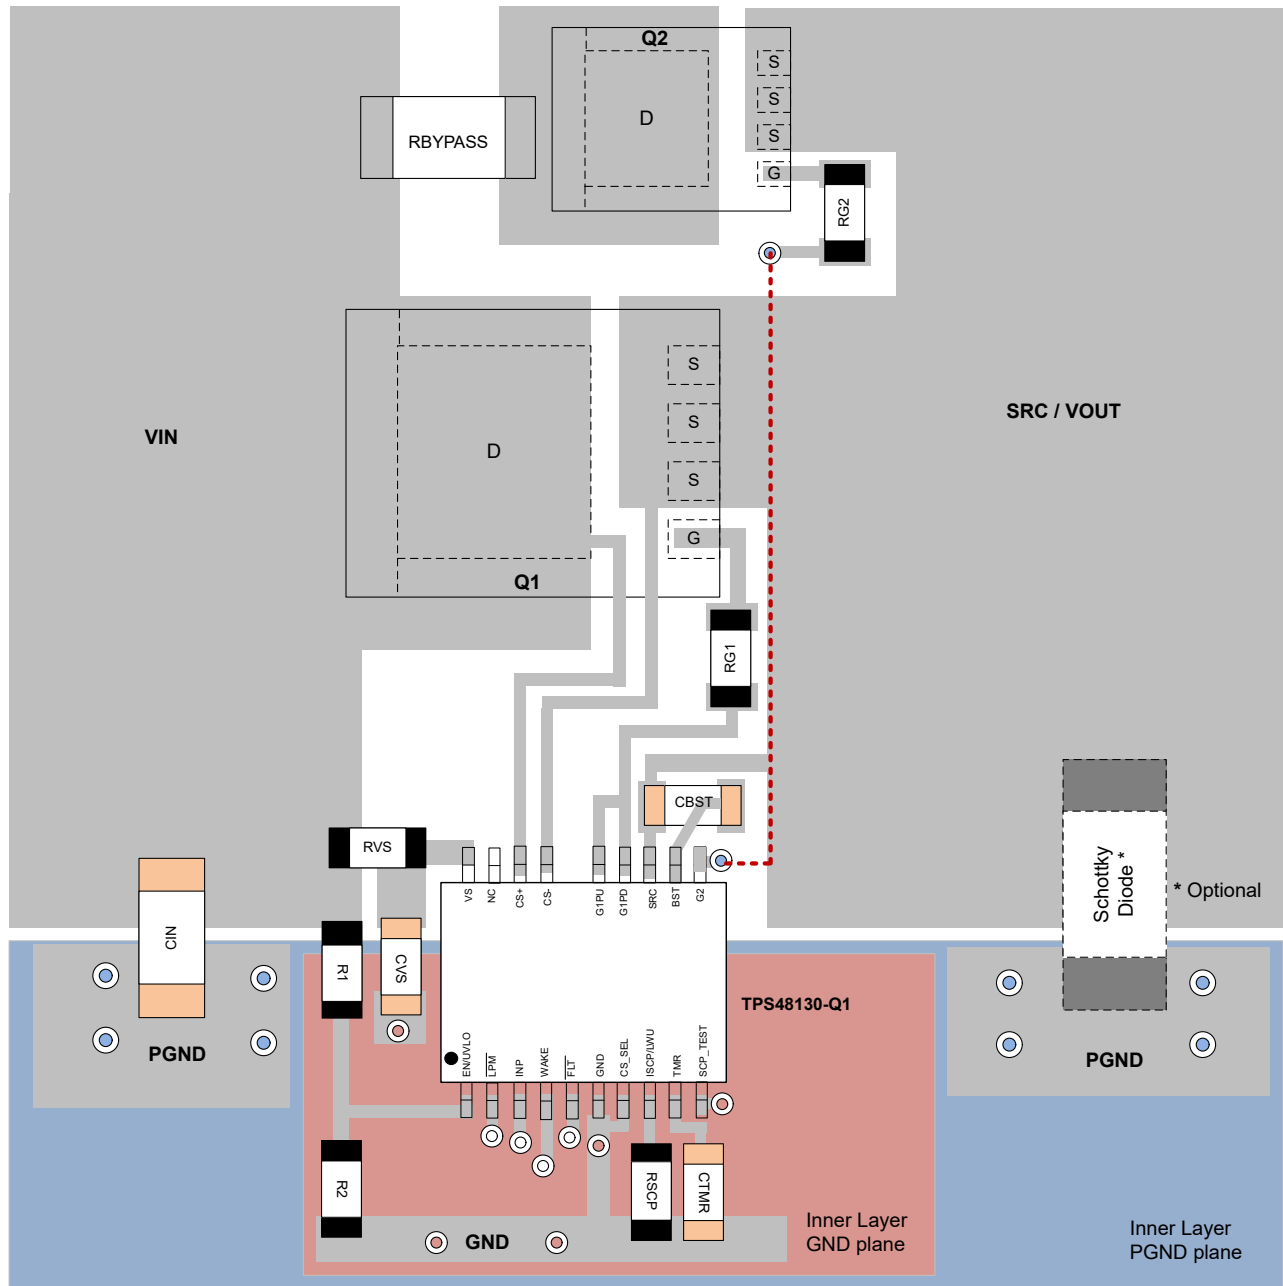 Q2
S
S
D
S
RBYPASS
G
RG2
S
SRC / VOUT
S
VIN
D
S
G
Q1
RG1
CBST
RVS
Schottky
Diode *
* Optional
VS
NC
CS+
CS-
G1PU
G1PD
SRC
BST
G2
CIN
R1
CVS
TPS48130-Q1
PGND
PGND
EN/UVLO
LPM
INP
WAKE
FLT
GND
CS_SEL
ISCP/LWU
TMR
SCP_TEST
R2
RSCP
CTMR
GND
Inner Layer
GND plane
Inner Layer
PGND plane